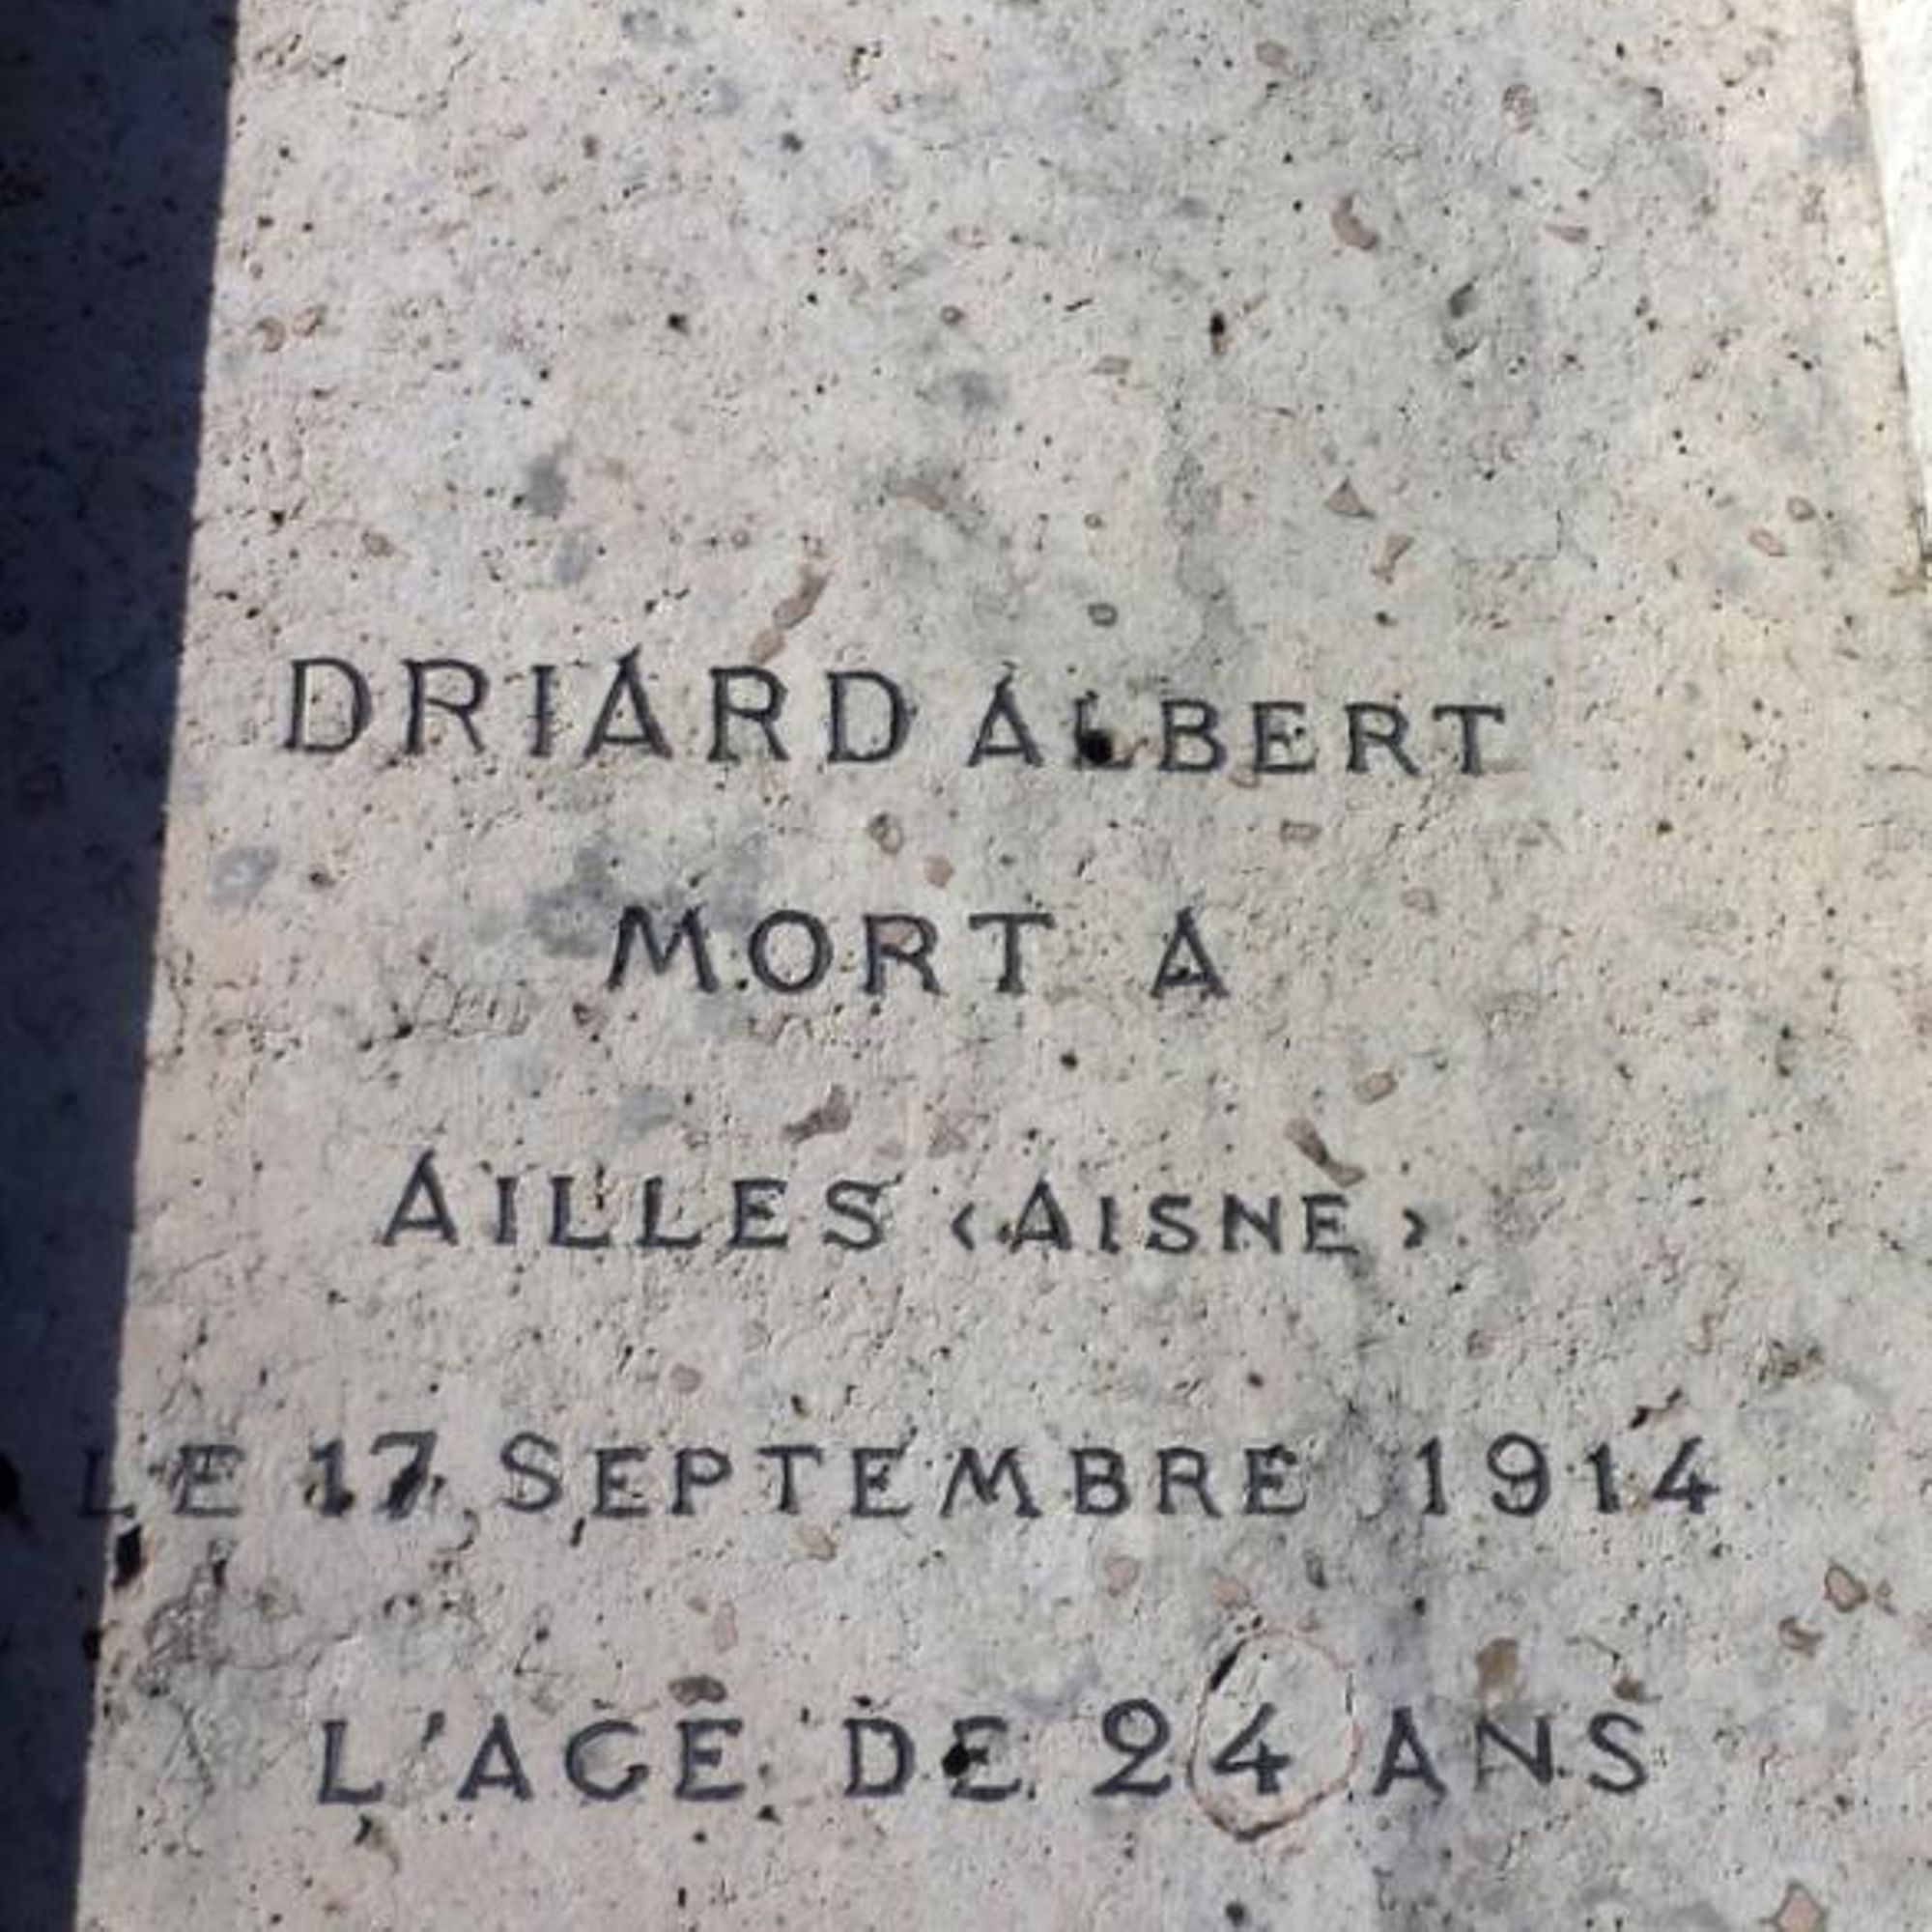 DRIARD ALBERT
MORT A
AILLES <AISNE>
LE 17 SEPTEMBRE 1914
L'AGE DE 24 ANS